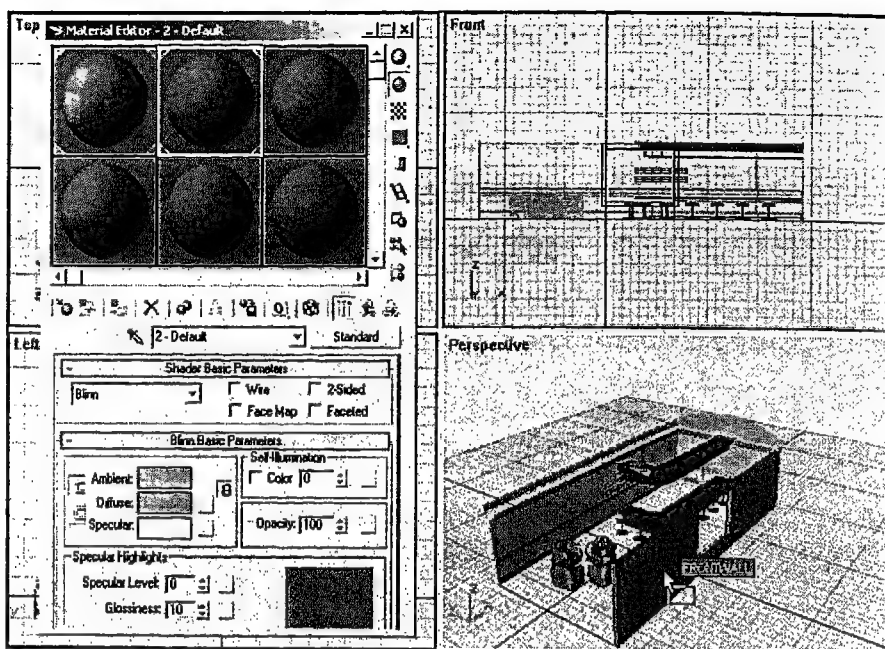 Top
Material Editor - 2 - Default
Front
z
2 - Default
Standard
Left
Perspective
Shader Basic Parameters
Blinn
Wire
2-Sided
Face Map
Faceted
Blinn Basic Parameters
Self-Illumination
Ambient:
Color
0
Diffuse:
Specular:
Opacity:
100
Specular Highlights
Specular Level:
0
Glossiness:
10
z